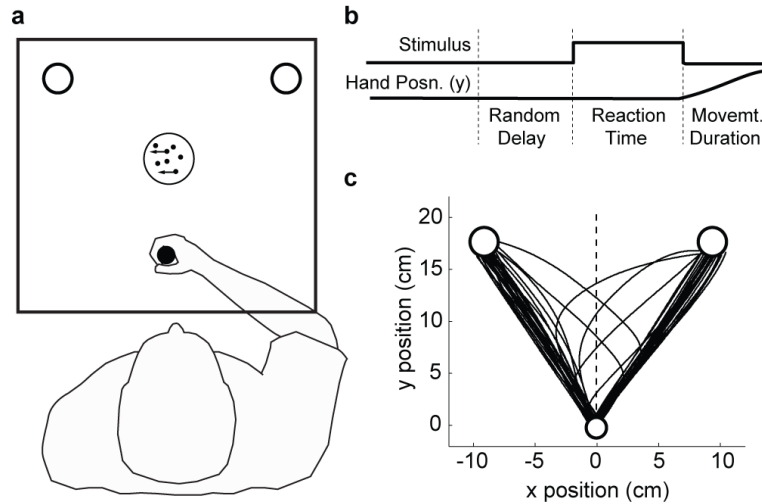 a
b
Stimulus
Hand Posn. (y)
Random
Delay
Reaction
Time
Movemt.
Duration
c
20
15
10
5
0
y position (cm)
-10
-5
0
5
10
x position (cm)